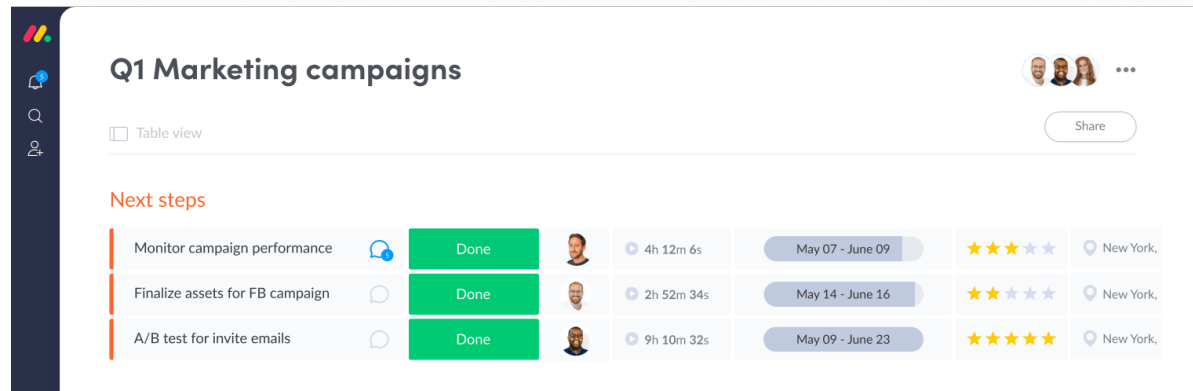 5
Q1 Marketing campaigns
Table view
Share
Next steps
Monitor campaign performance 5 Done 4h 12m 6s May 07 - June 09 New York,
Finalize assets for FB campaign Done 2h 52m 34s May 14 - June 16 New York,
A/B test for invite emails Done 9h 10m 32s May 09 - June 23 New York,